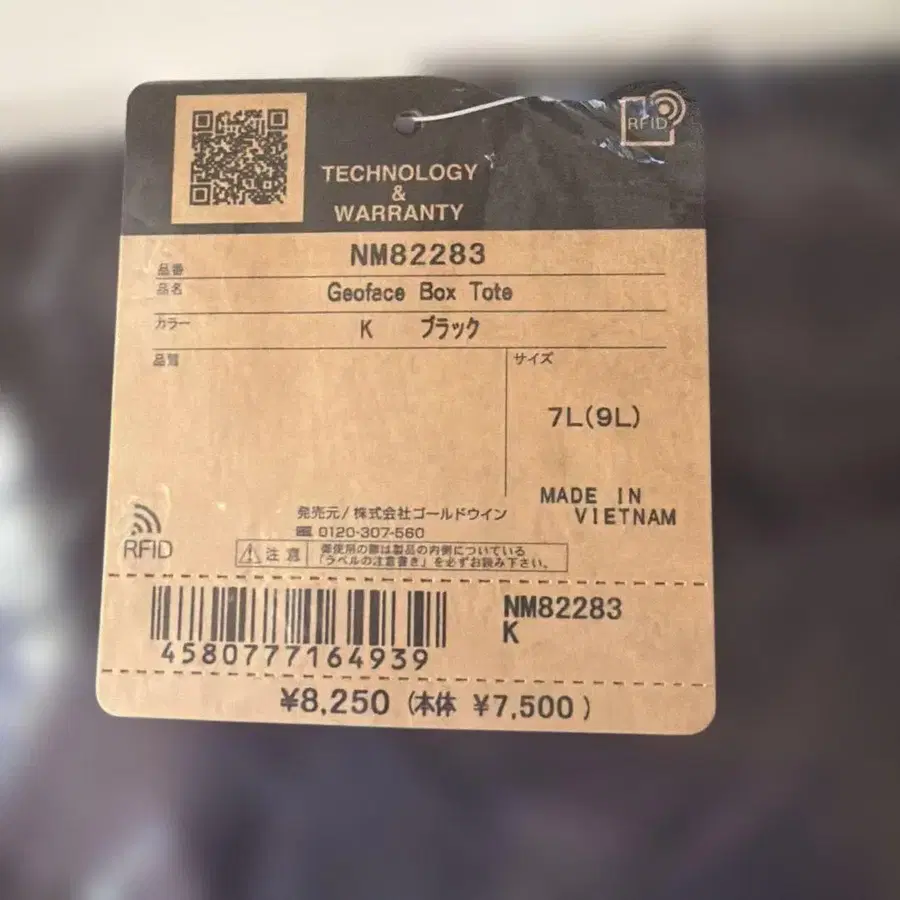 RFID
TECHNOLOGY
&
WARRANTY
品番 NM82283
品名 Geoface Box Tote
カラー K ブラック
品質
サイズ
7L(9L)
MADE IN
VIETNAM
発売元/株式会社ゴールドウイン
0120-307-560
RFID
注意
御使用の際は製品の内側についている
「ラベルの注意書き」を必ずお読み下さい。
NM82283
K
4580777164939
¥8,250 (本体 ¥7,500)